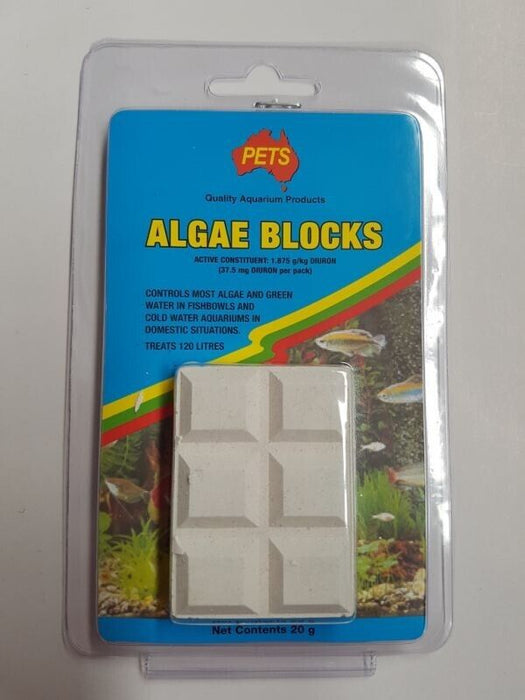 PETS
Quality Aquarium Products
ALGAE BLOCKS
ACTIVE CONSTITUENT: 1.875 g/kg DIURON
(37.5 mg DIURON per pack)
CONTROLS MOST ALGAE AND GREEN
WATER IN FISHBOWLS AND
COLD WATER AQUARIUMS IN
DOMESTIC SITUATIONS.
TREATS 120 LITRES
Net Contents 20 g